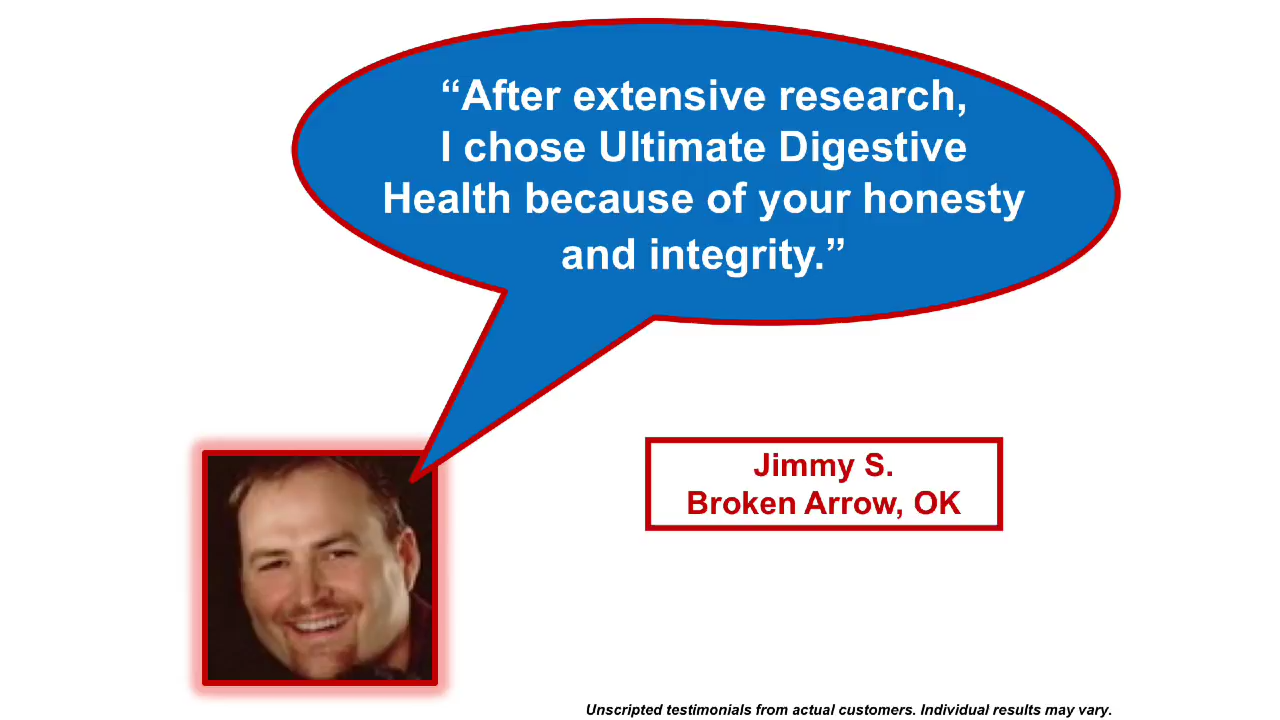 “After extensive research,
I chose Ultimate Digestive
Health because of your honesty
and integrity.”
Jimmy S.
Broken Arrow, OK
Unscripted testimonials from actual customers. Individual results may vary.